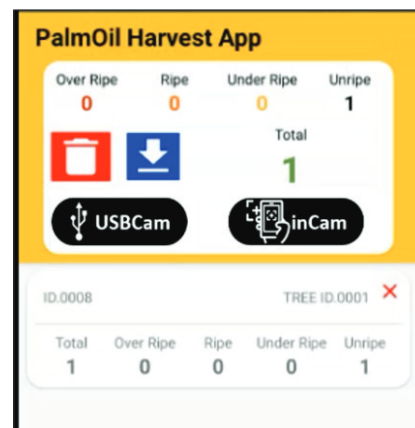 PalmOil Harvest App
Over Ripe Ripe Under Ripe Unripe
0 0 0 1
Total
1
USBCam inCam
ID.0008 TREE ID.0001
Total Over Ripe Ripe Under Ripe Unripe
1 0 0 0 1